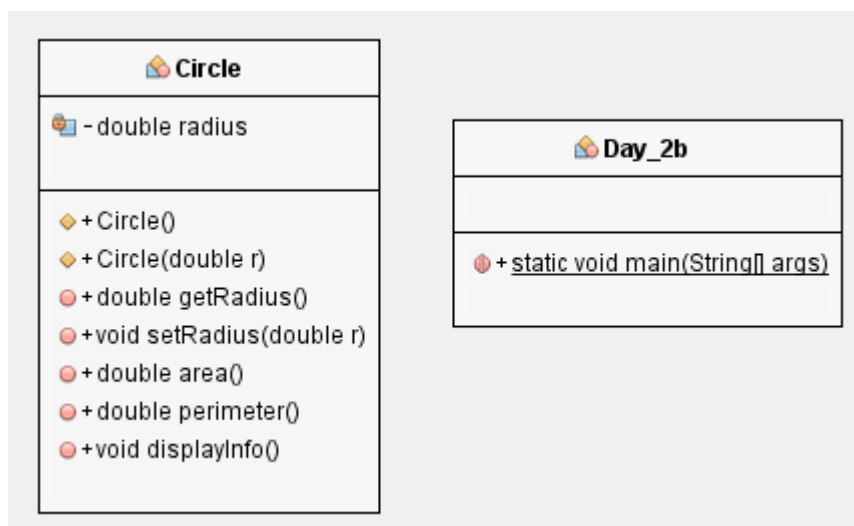 Circle
- double radius
+ Circle()
+ Circle(double r)
+ double getRadius()
+ void setRadius(double r)
+ double area()
+ double perimeter()
+ void displayInfo()
Day_2b
+ static void main(String[] args)